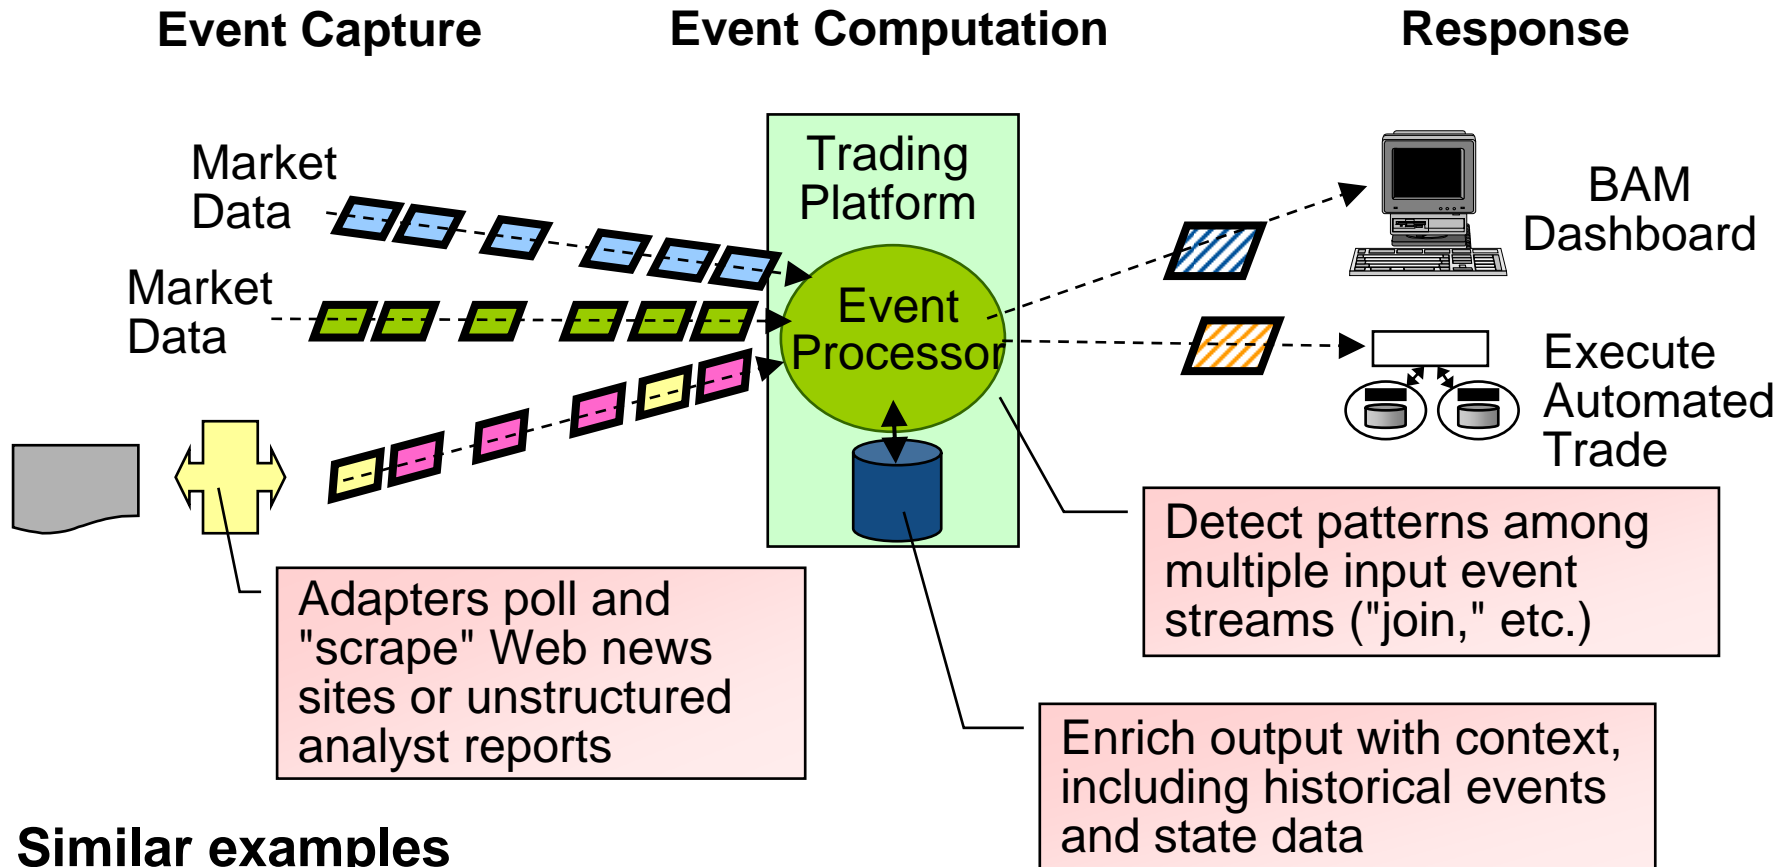 Event Capture
Event Computation
Response
Market
Data
Market
Data
Trading
Platform
Event
Processor
BAM
Dashboard
Execute
Automated
Trade
Adapters poll and
"scrape" Web news
sites or unstructured
analyst reports
Detect patterns among
multiple input event
streams ("join," etc.)
Enrich output with context,
including historical events
and state data
Similar examples